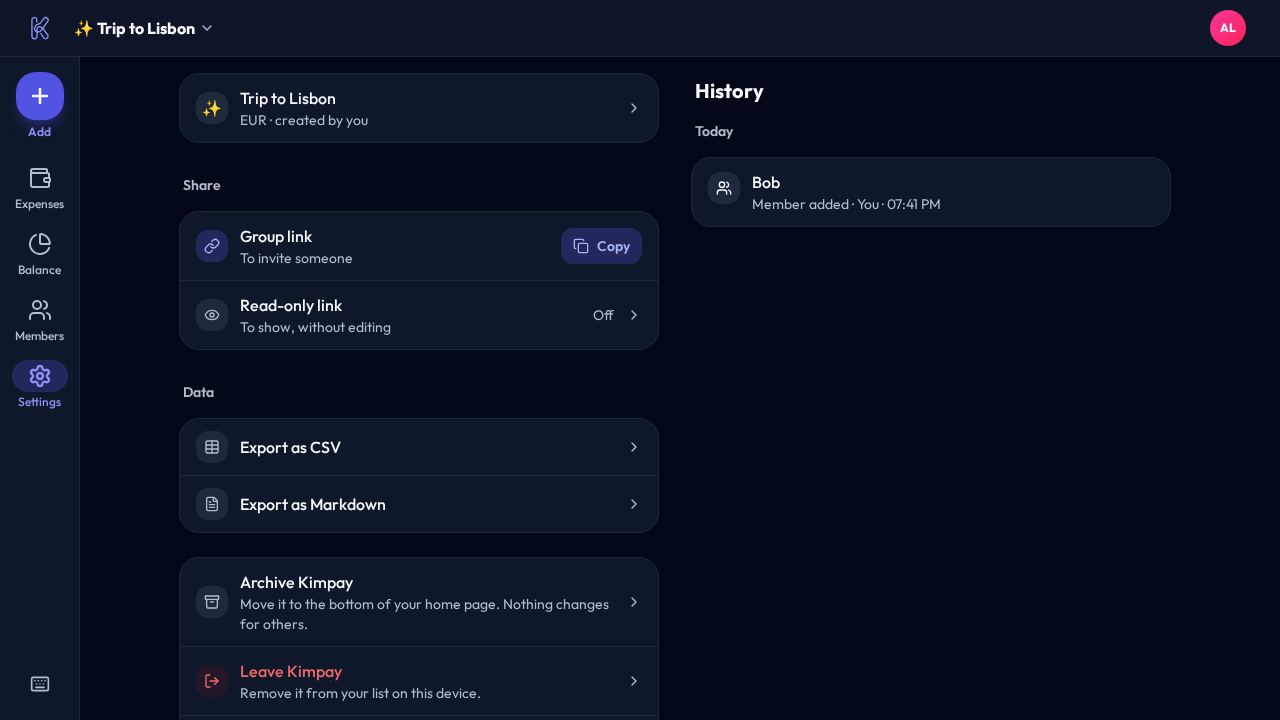 ✨ Trip to Lisbon
AL
Add
Expenses
Balance
Members
Settings
✨ Trip to Lisbon
EUR · created by you
Share
Group link
To invite someone
Copy
Read-only link
To show, without editing
Off
Data
Export as CSV
Export as Markdown
Archive Kimpay
Move it to the bottom of your home page. Nothing changes
for others.
Leave Kimpay
Remove it from your list on this device.
History
Today
Bob
Member added · You · 07:41 PM